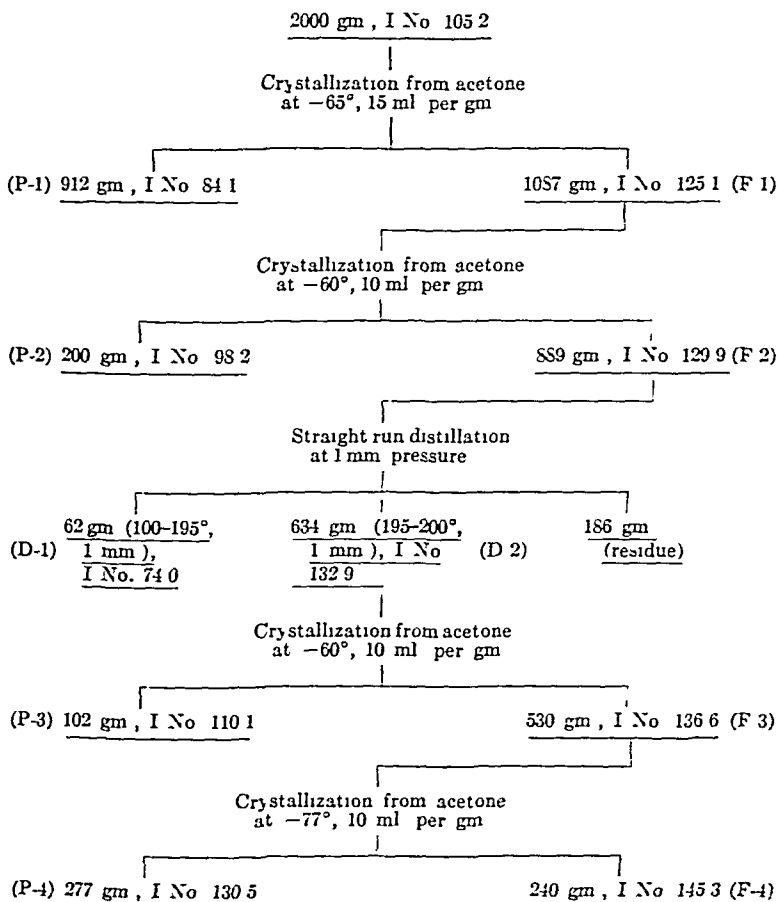 2000 gm , I No 105 2
Crystallization from acetone
at −65°, 15 ml per gm
(P-1) 912 gm , I No 84 1
1087 gm , I No 125 1 (F 1)
Crystallization from acetone
at −60°, 10 ml per gm
(P-2) 200 gm , I No 98 2
889 gm , I No 129 9 (F 2)
Straight run distillation
at 1 mm pressure
(D-1) 62 gm (100-195°,
1 mm ),
I No. 74 0
634 gm (195-200°,
1 mm ), I No
132 9
(D 2)
186 gm
(residue)
Crystallization from acetone
at −60°, 10 ml per gm
(P-3) 102 gm , I No 110 1
530 gm , I No 136 6 (F 3)
Crystallization from acetone
at −77°, 10 ml per gm
(P-4) 277 gm , I No 130 5
240 gm , I No 145 3 (F-4)